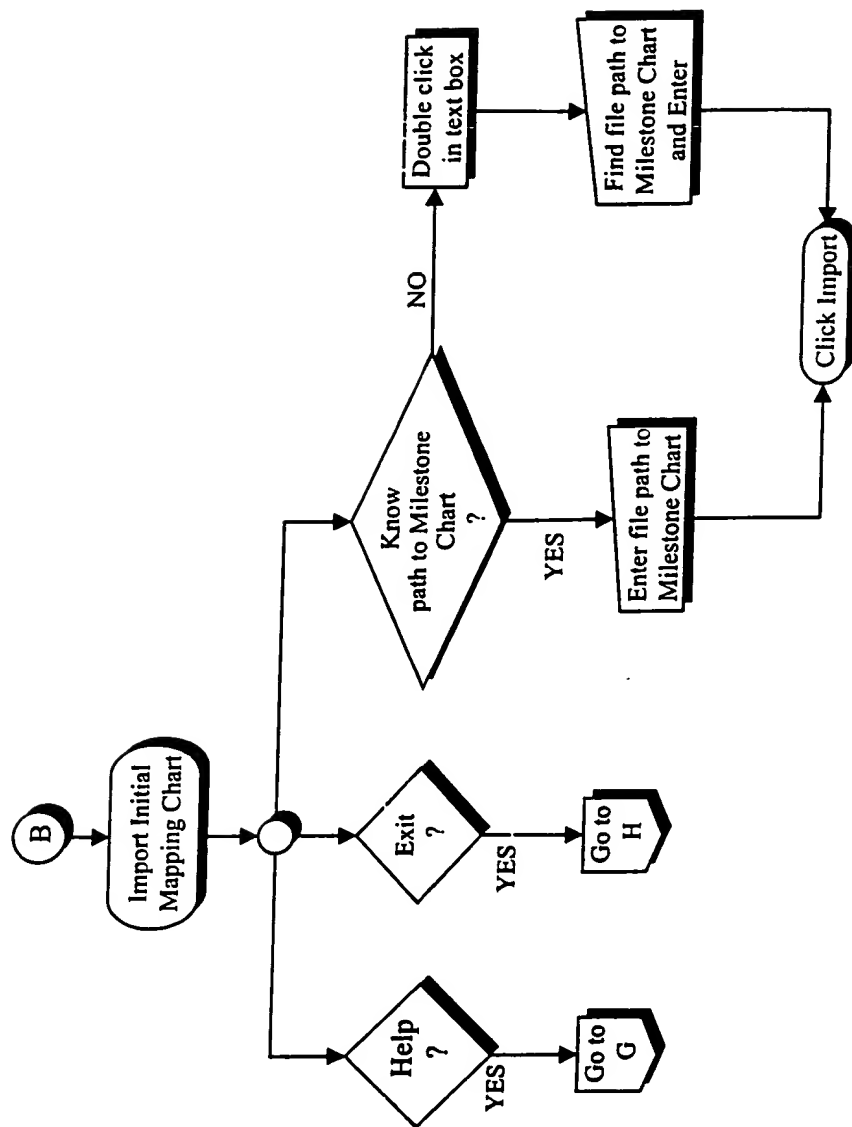 B
Import Initial
Mapping Chart
Help
?
YES
Go to
G
Exit
?
YES
Go to
H
Know
path to Milestone
Chart
?
YES
Enter file path to
Milestone Chart
NO
Double click
in text box
Find file path to
Milestone Chart
and Enter
Click Import